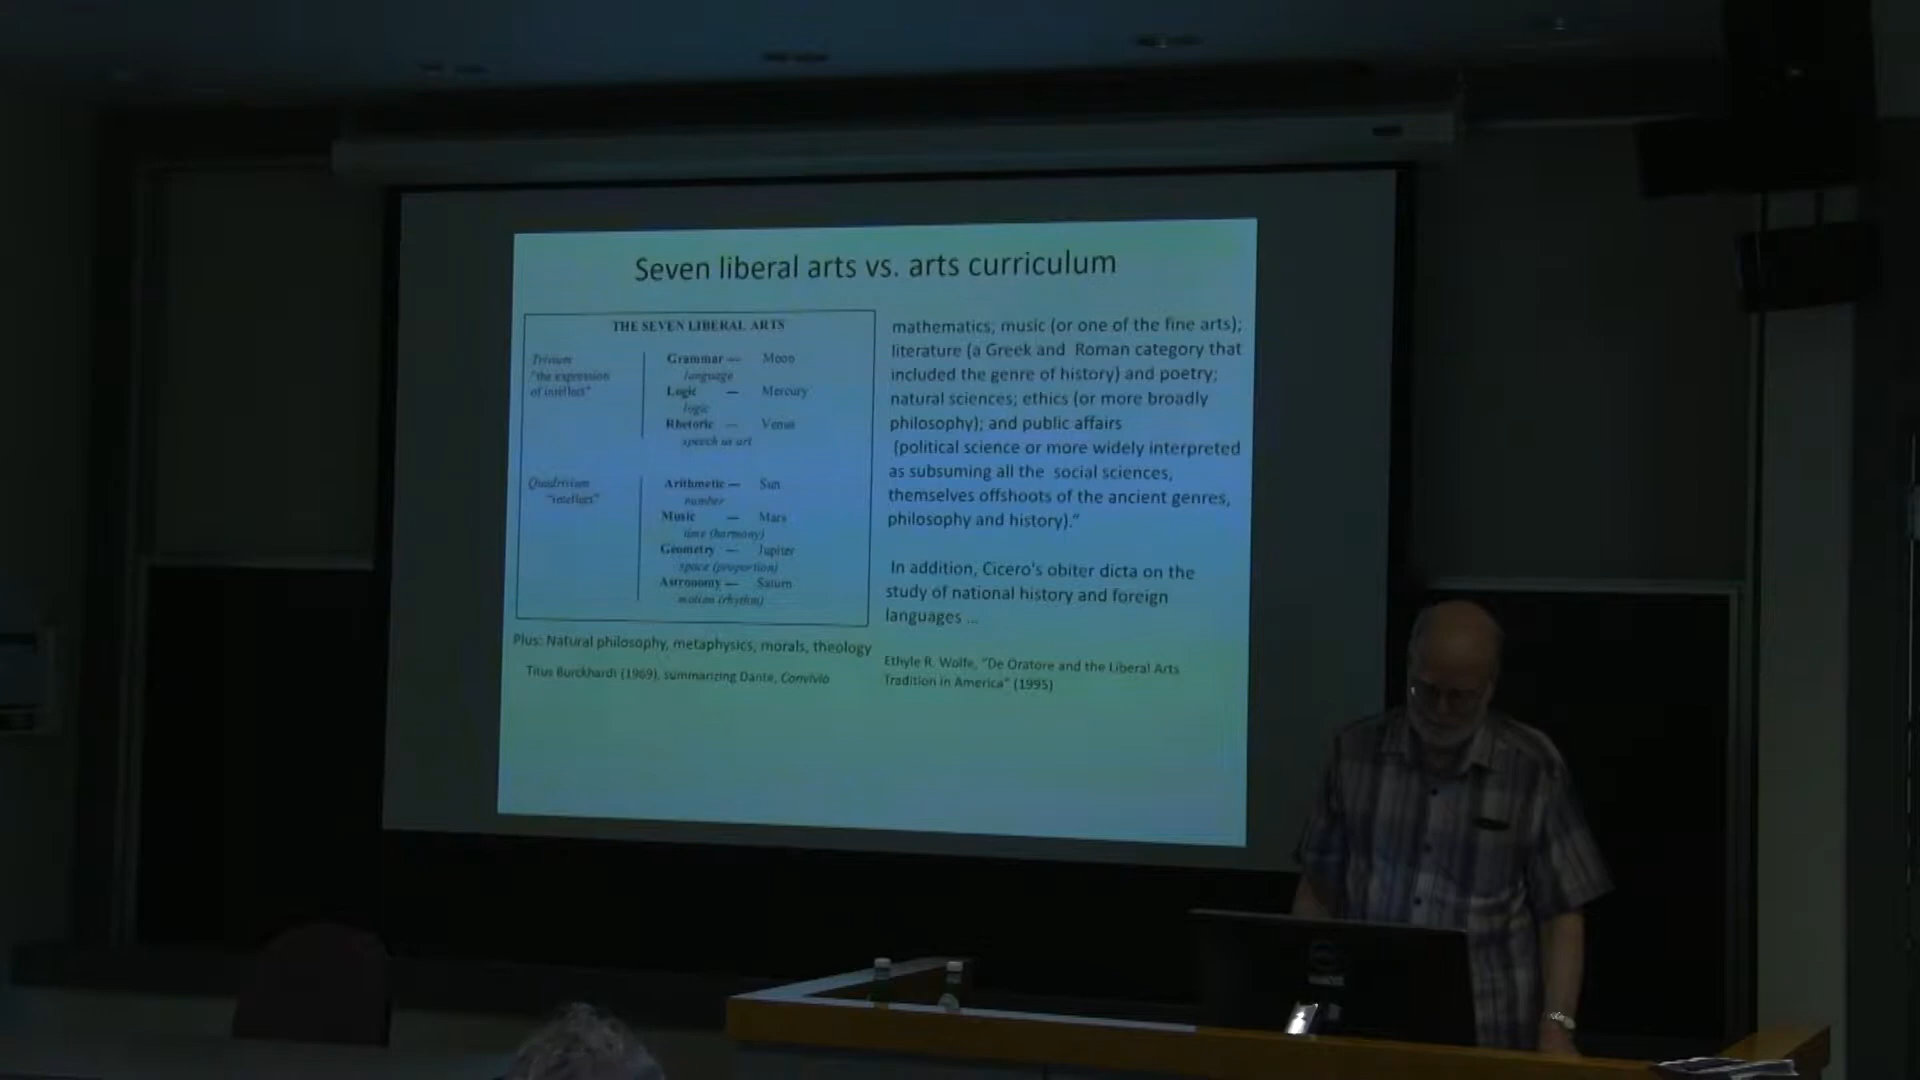 Seven liberal arts vs. arts curriculum
THE SEVEN LIBERAL ARTS
Trivium
"the expression
of intellect"
Grammar — Moon
language
Logic — Mercury
logic
Rhetoric — Venus
speech as art
Quadrivium
"intellect"
Arithmetic — Sun
number
Music — Mars
time (harmony)
Geometry — Jupiter
space (proportion)
Astronomy — Saturn
motion (rhythm)
Plus: Natural philosophy, metaphysics, morals, theology
Titus Burckhardt (1969), summarizing Dante, Convivio
mathematics; music (or one of the fine arts);
literature (a Greek and Roman category that
included the genre of history) and poetry;
natural sciences; ethics (or more broadly
philosophy); and public affairs
(political science or more widely interpreted
as subsuming all the social sciences,
themselves offshoots of the ancient genres,
philosophy and history)."
In addition, Cicero's obiter dicta on the
study of national history and foreign
languages ...
Ethyle R. Wolfe, "De Oratore and the Liberal Arts
Tradition in America" (1995)